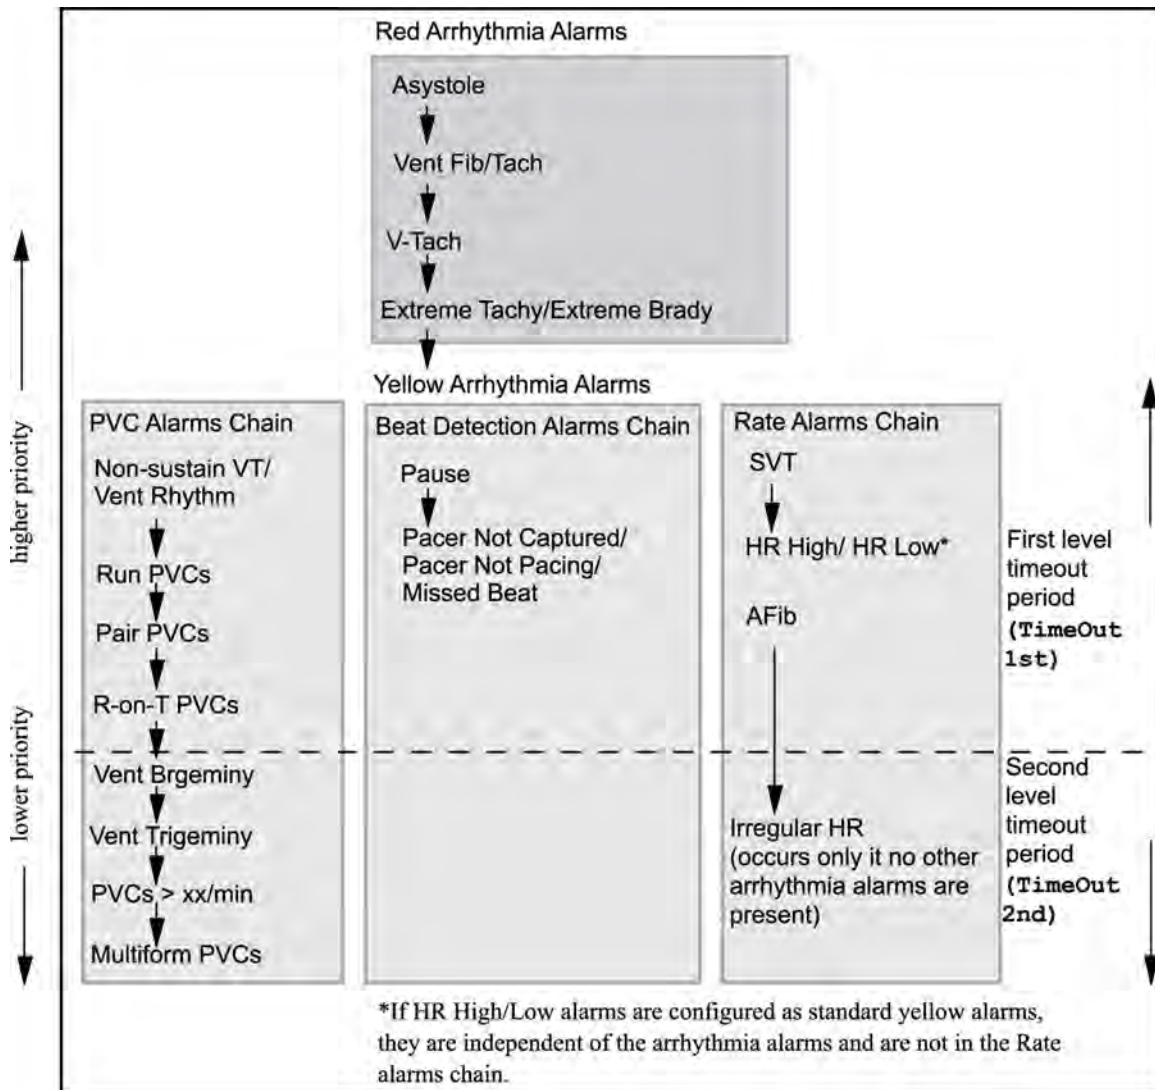 Red Arrhythmia Alarms
Asystole
Vent Fib/Tach
V-Tach
Extreme Tachy/Extreme Brady
higher priority
lower priority
Yellow Arrhythmia Alarms
PVC Alarms Chain
Non-sustain VT/
Vent Rhythm
Run PVCs
Pair PVCs
R-on-T PVCs
Vent Brgeminy
Vent Trigeminy
PVCs > xx/min
Multiform PVCs
Beat Detection Alarms Chain
Pause
Pacer Not Captured/
Pacer Not Pacing/
Missed Beat
Rate Alarms Chain
SVT
HR High/ HR Low*
AFib
Irregular HR
(occurs only it no other
arrhythmia alarms are
present)
First level
timeout
period
(TimeOut
1st)
Second
level
timeout
period
(TimeOut
2nd)
*If HR High/Low alarms are configured as standard yellow alarms,
they are independent of the arrhythmia alarms and are not in the Rate
alarms chain.